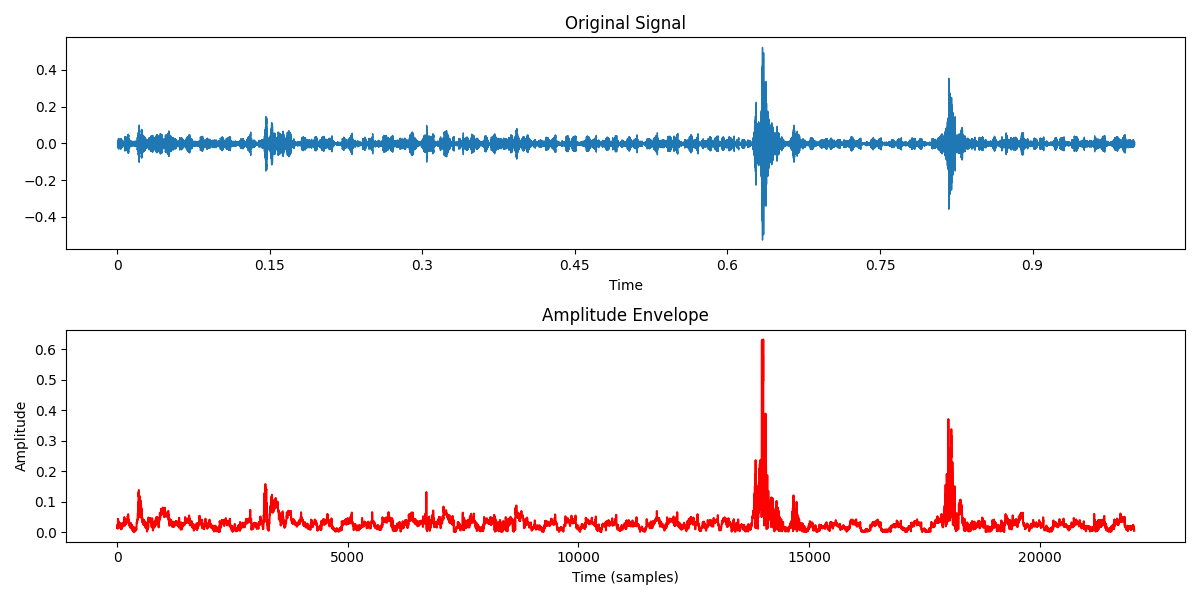 Original Signal
0.4
0.2
0.0
−0.2
−0.4
0 0.15 0.3 0.45 0.6 0.75 0.9
Time
Amplitude Envelope
Amplitude
0.6
0.5
0.4
0.3
0.2
0.1
0.0
0 5000 10000 15000 20000
Time (samples)